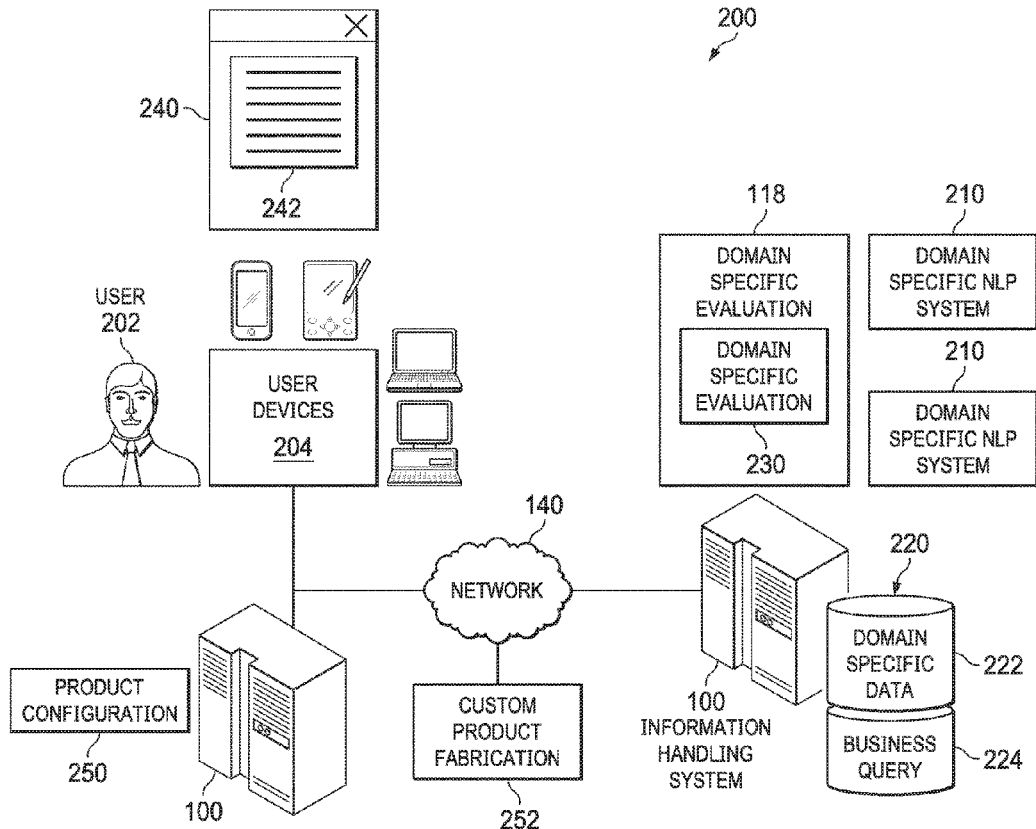 200
240
242
118
210
DOMAIN
SPECIFIC
EVALUATION
DOMAIN
SPECIFIC NLP
SYSTEM
USER
202
DOMAIN
SPECIFIC
EVALUATION
230
210
DOMAIN
SPECIFIC NLP
SYSTEM
USER
DEVICES
204
140
NETWORK
220
DOMAIN
SPECIFIC
DATA
222
BUSINESS
QUERY
224
PRODUCT
CONFIGURATION
250
100
CUSTOM
PRODUCT
FABRICATION
252
100
INFORMATION
HANDLING
SYSTEM